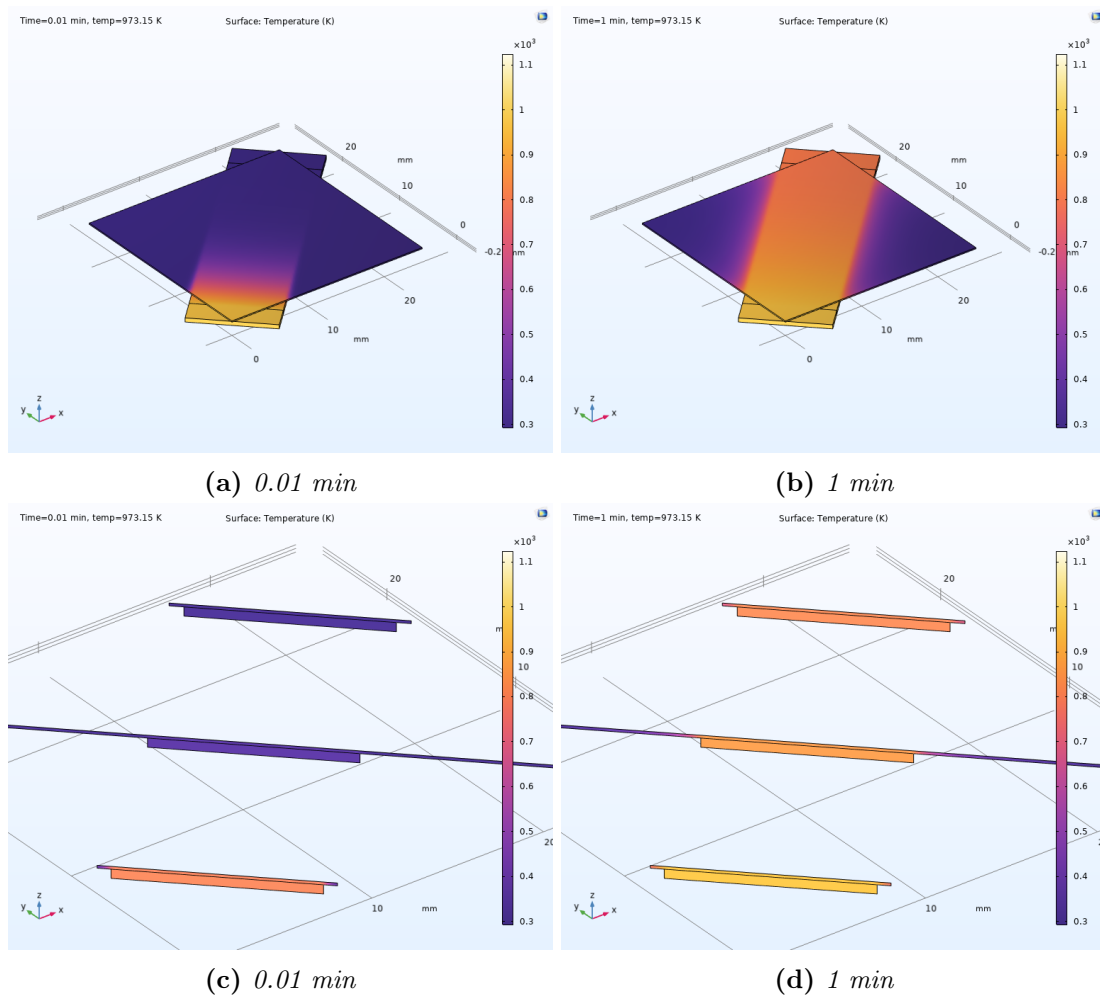 Time=0.01 min, temp=973.15 K Surface: Temperature (K)
×10³
1.1
1
0.9
0.8
0.7
0.6
0.5
0.4
0.3
20
mm
10
0
-0.2
mm
20
10
mm
0
z
y
x
(a) 0.01 min
Time=1 min, temp=973.15 K Surface: Temperature (K)
×10³
1.1
1
0.9
0.8
0.7
0.6
0.5
0.4
0.3
20
mm
10
0
-0.2
mm
20
10
mm
0
z
y
x
(b) 1 min
Time=0.01 min, temp=973.15 K Surface: Temperature (K)
×10³
1.1
1
0.9
0.8
0.7
0.6
0.5
0.4
0.3
20
m
10
20
10
mm
z
y
x
(c) 0.01 min
Time=1 min, temp=973.15 K Surface: Temperature (K)
×10³
1.1
1
0.9
0.8
0.7
0.6
0.5
0.4
0.3
20
m
10
10
mm
z
y
x
(d) 1 min